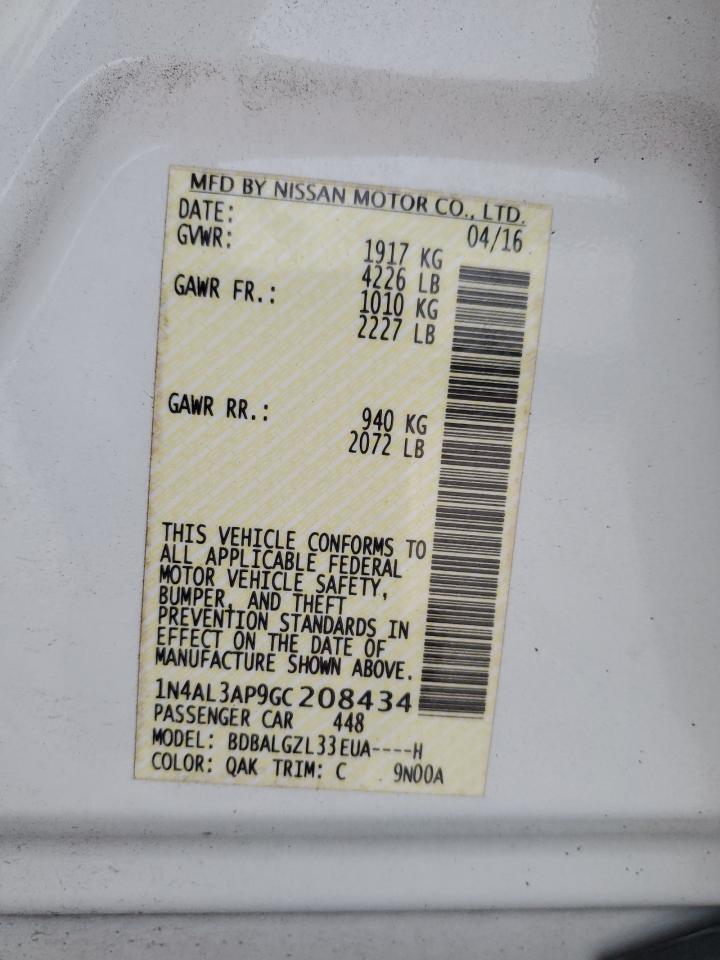 MFD BY NISSAN MOTOR CO., LTD.
DATE: 04/16
GVWR: 1917 KG
4226 LB
GAWR FR.: 1010 KG
2227 LB
GAWR RR.: 940 KG
2072 LB
THIS VEHICLE CONFORMS TO
ALL APPLICABLE FEDERAL
MOTOR VEHICLE SAFETY,
BUMPER, AND THEFT
PREVENTION STANDARDS IN
EFFECT ON THE DATE OF
MANUFACTURE SHOWN ABOVE.
1N4AL3AP9GC208434
PASSENGER CAR 448
MODEL: BDBALGZL33EUA----H
COLOR: QAK TRIM: C 9N00A